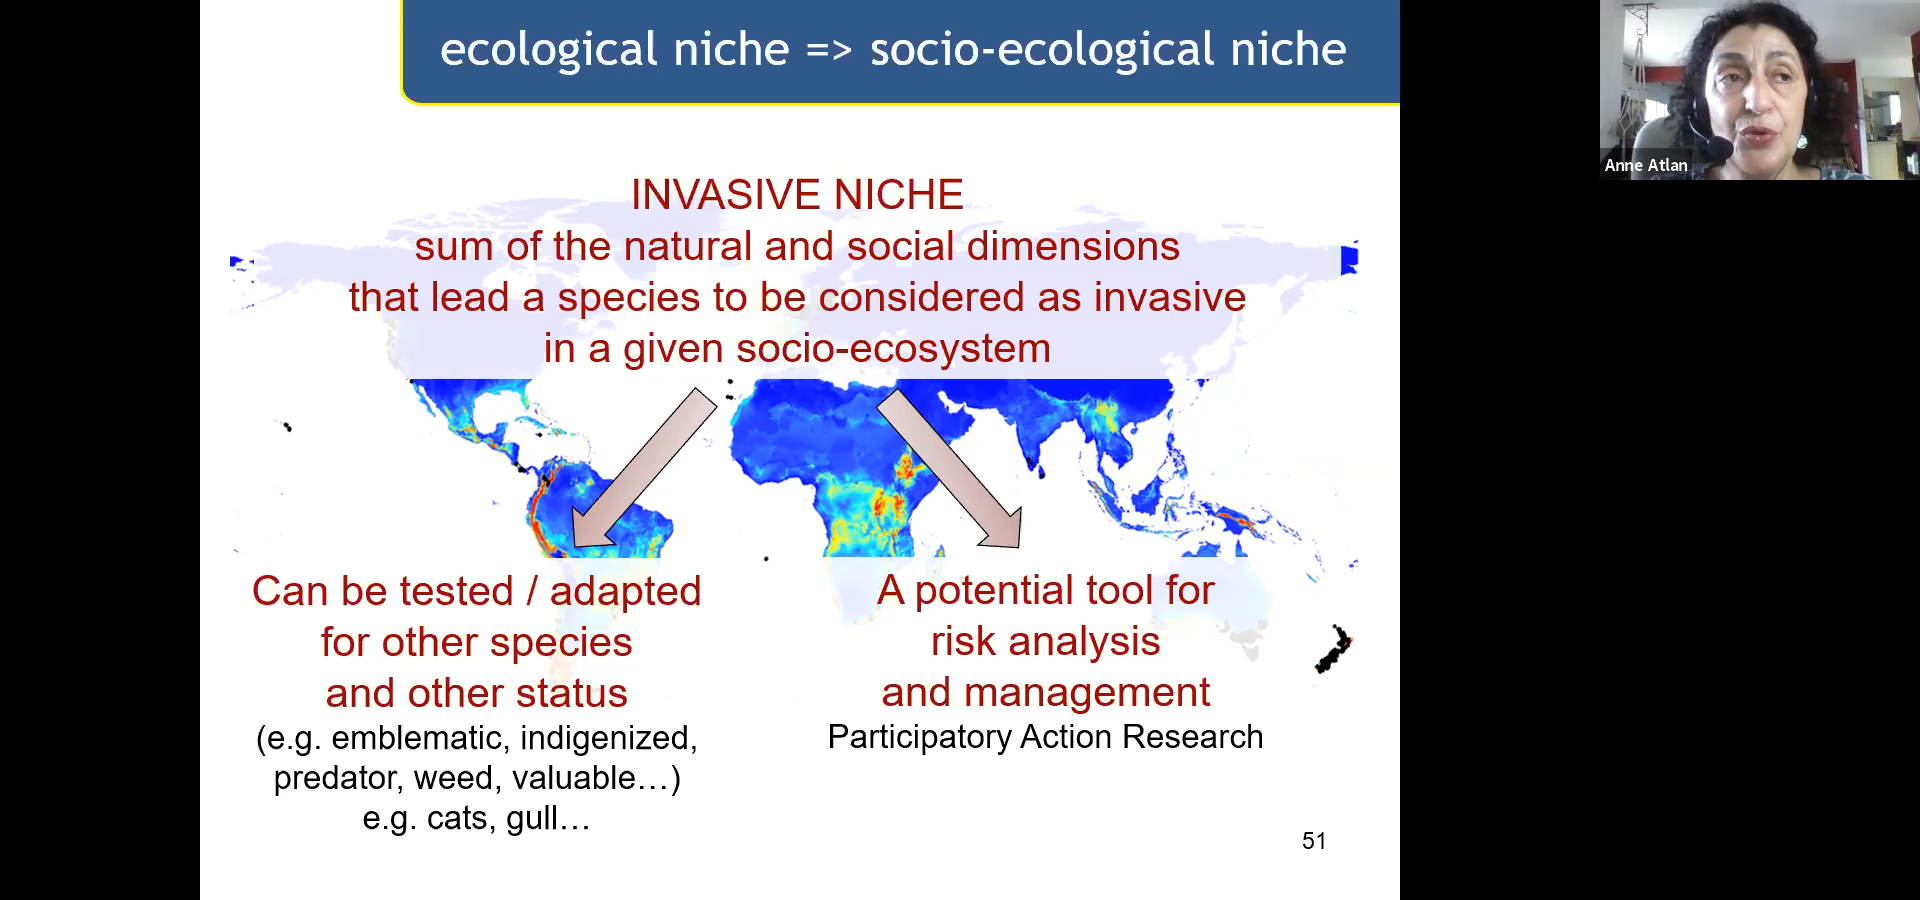 ecological niche => socio-ecological niche
Anne Atlan
INVASIVE NICHE
sum of the natural and social dimensions
that lead a species to be considered as invasive
in a given socio-ecosystem
Can be tested / adapted
for other species
and other status
(e.g. emblematic, indigenized,
predator, weed, valuable…)
e.g. cats, gull…
A potential tool for
risk analysis
and management
Participatory Action Research
51